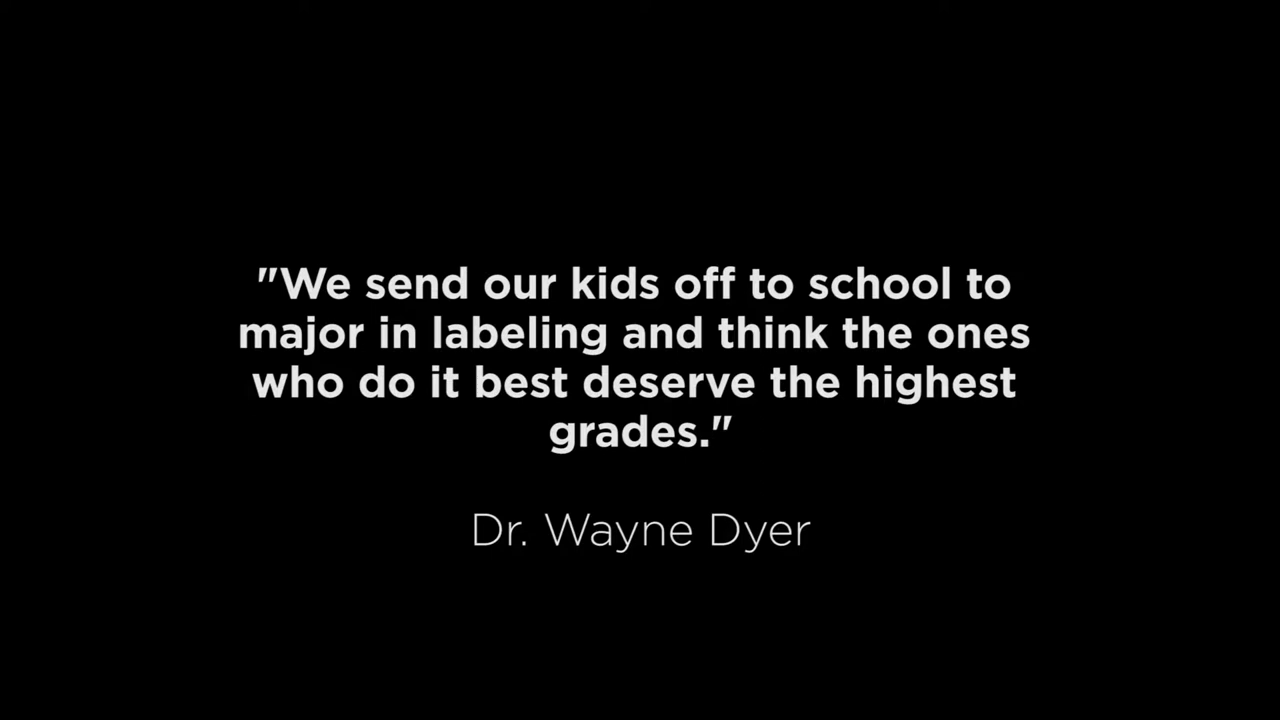 "We send our kids off to school to
major in labeling and think the ones
who do it best deserve the highest
grades."
Dr. Wayne Dyer